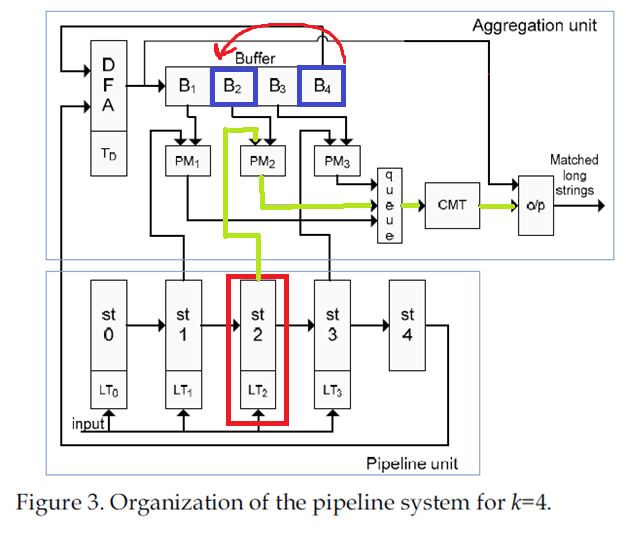 Aggregation unit
Buffer
D
F
A
TD
B1
B2
B3
B4
PM1
PM2
PM3
q
u
e
u
e
CMT
o/p
Matched
long
strings
st
0
LT0
st
1
LT1
st
2
LT2
st
3
LT3
st
4
input
Pipeline unit
Figure 3. Organization of the pipeline system for k=4.